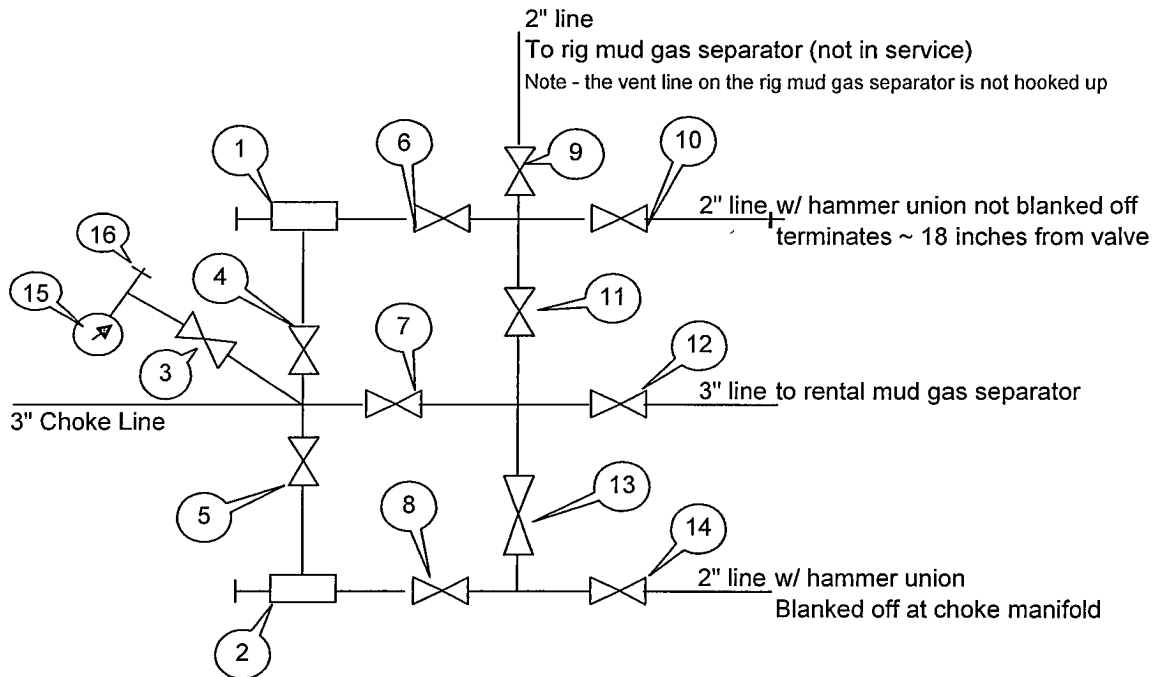 2" line
To rig mud gas separator (not in service)
Note - the vent line on the rig mud gas separator is not hooked up
1
6
9
10
2" line w/ hammer union not blanked off
terminates ~ 18 inches from valve
16
15
4
11
3
7
12
3" line to rental mud gas separator
3" Choke Line
5
8
13
14
2" line w/ hammer union
Blanked off at choke manifold
2